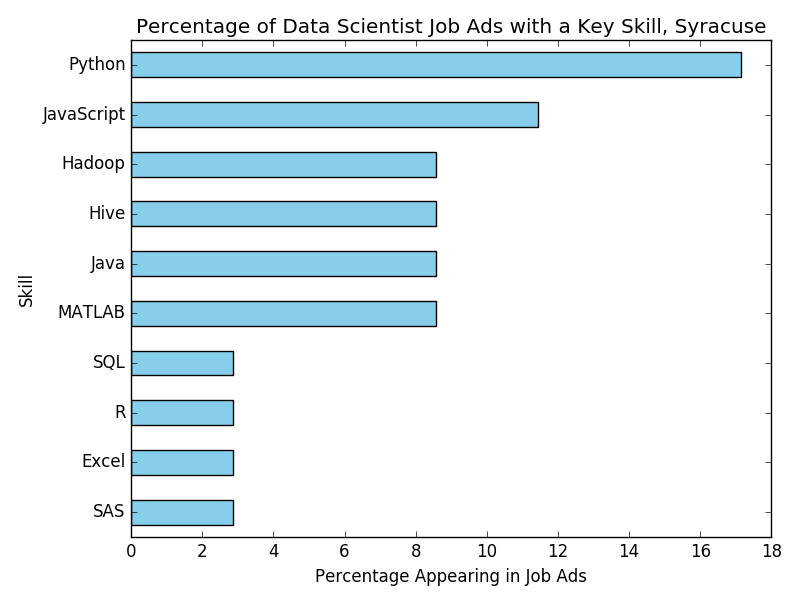 Percentage of Data Scientist Job Ads with a Key Skill, Syracuse
Python
JavaScript
Hadoop
Hive
Java
MATLAB
SQL
R
Excel
SAS
Skill
0 2 4 6 8 10 12 14 16 18
Percentage Appearing in Job Ads